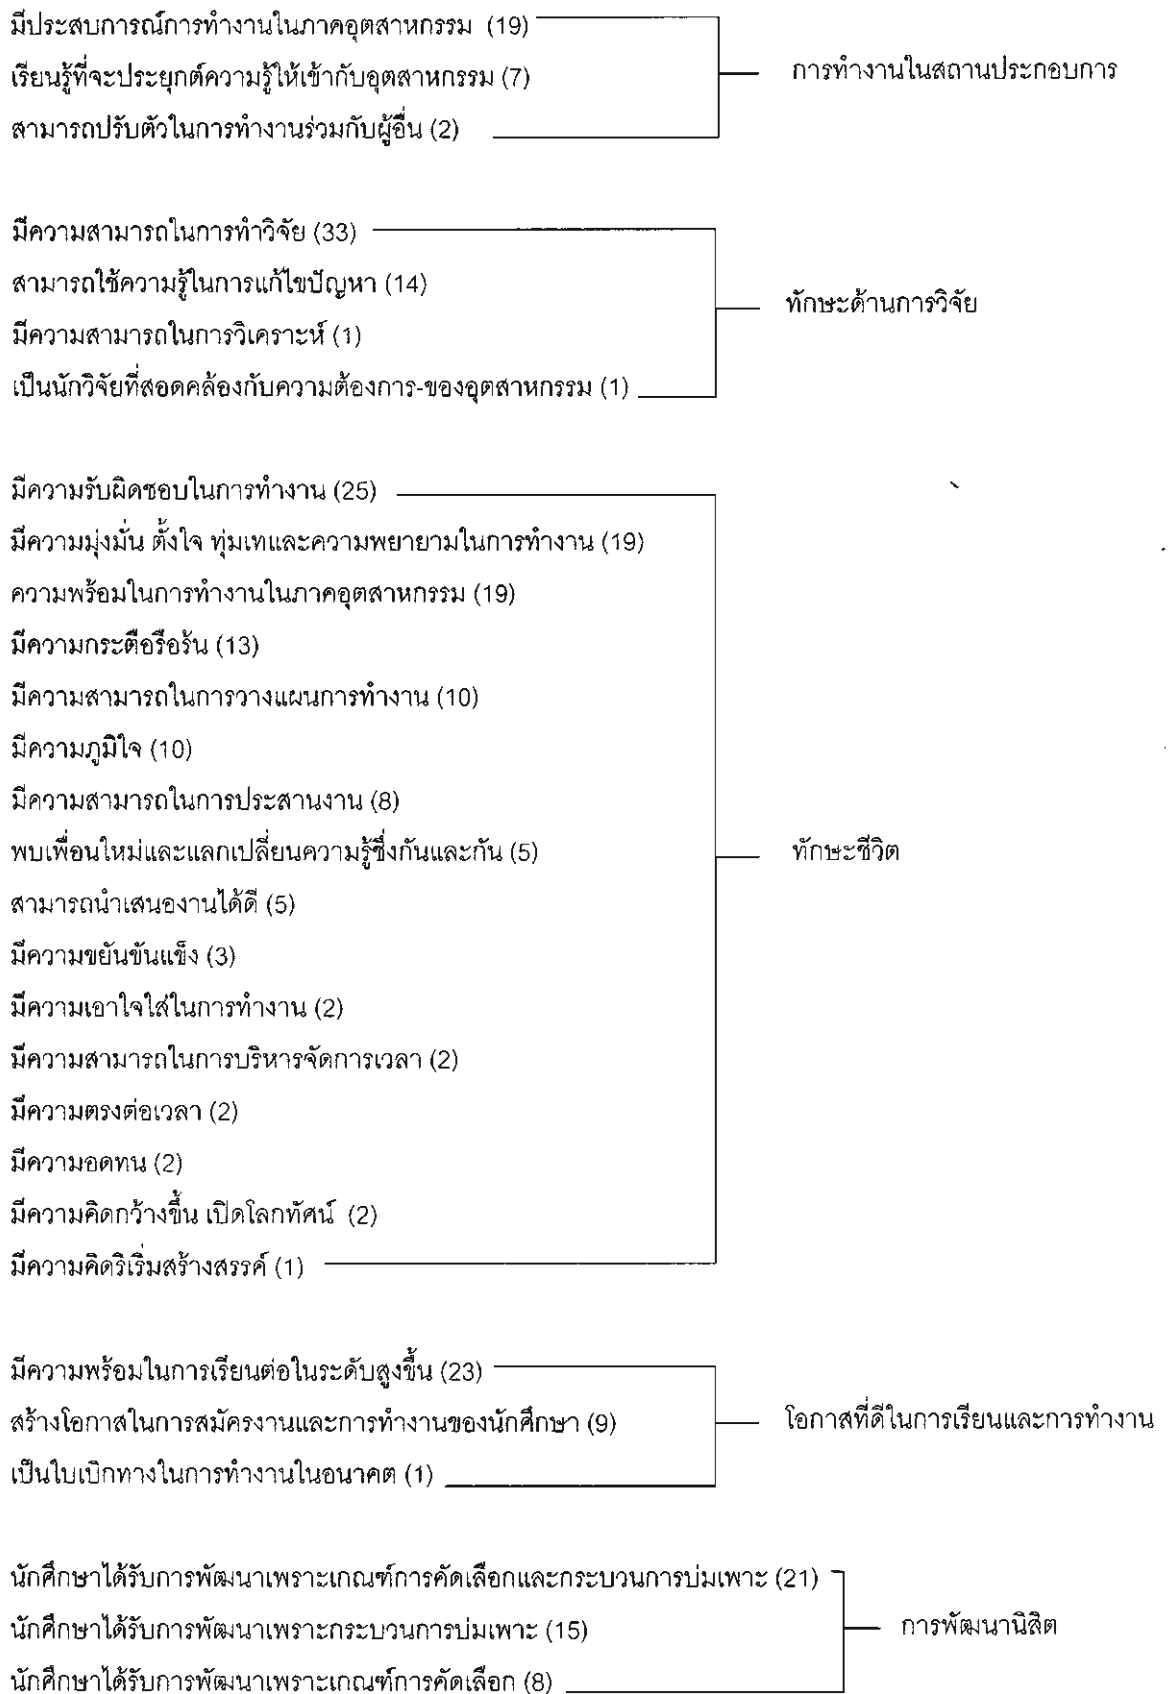 มีประสบการณ์การทำงานในภาคอุตสาหกรรม (19)
เรียนรู้ที่จะประยุกต์ความรู้ให้เข้ากับอุตสาหกรรม (7)
การทำงานในสถานประกอบการ
สามารถปรับตัวในการทำงานร่วมกับผู้อื่น (2)
มีความสามารถในการทำวิจัย (33)
สามารถใช้ความรู้ในการแก้ไขปัญหา (14)
ทักษะด้านการวิจัย
มีความสามารถในการวิเคราะห์ (1)
เป็นนักวิจัยที่สอดคล้องกับความต้องการ-ของอุตสาหกรรม (1)
มีความรับผิดชอบในการทำงาน (25)
มีความมุ่งมั่น ตั้งใจ ทุ่มเทและความพยายามในการทำงาน (19)
ความพร้อมในการทำงานในภาคอุตสาหกรรม (19)
มีความกระตือรือร้น (13)
มีความสามารถในการวางแผนการทำงาน (10)
มีความภูมิใจ (10)
มีความสามารถในการประสานงาน (8)
พบเพื่อนใหม่และแลกเปลี่ยนความรู้ซึ่งกันและกัน (5)
ทักษะชีวิต
สามารถนำเสนองานได้ดี (5)
มีความขยันขันแข็ง (3)
มีความเอาใจใส่ในการทำงาน (2)
มีความสามารถในการบริหารจัดการเวลา (2)
มีความตรงต่อเวลา (2)
มีความอดทน (2)
มีความคิดกว้างขึ้น เปิดโลกทัศน์ (2)
มีความคิดริเริ่มสร้างสรรค์ (1)
มีความพร้อมในการเรียนต่อในระดับสูงขึ้น (23)
สร้างโอกาสในการสมัครงานและการทำงานของนักศึกษา (9)
โอกาสที่ดีในการเรียนและการทำงาน
เป็นใบเบิกทางในการทำงานในอนาคต (1)
นักศึกษาได้รับการพัฒนาเพราะเกณฑ์การคัดเลือกและกระบวนการบ่มเพาะ (21)
นักศึกษาได้รับการพัฒนาเพราะกระบวนการบ่มเพาะ (15)
การพัฒนานิสิต
นักศึกษาได้รับการพัฒนาเพราะเกณฑ์การคัดเลือก (8)